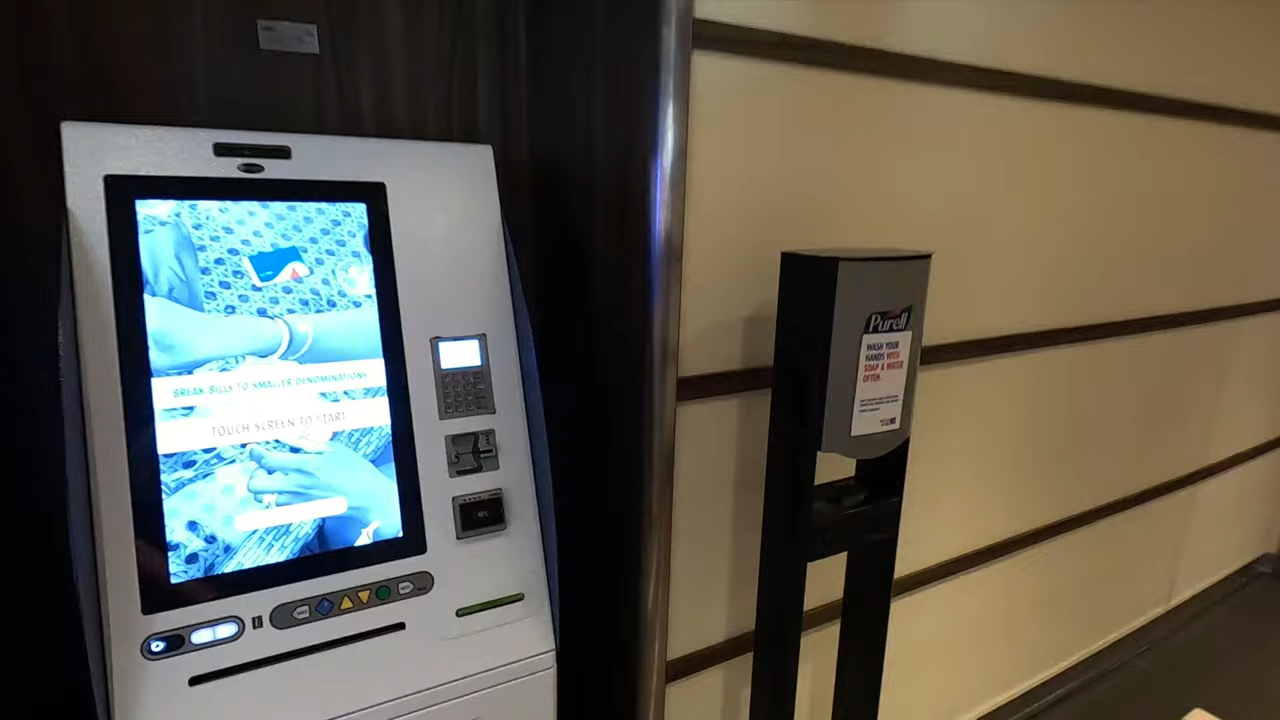 BREAK BILLS TO SMALLER DENOMINATIONS
TOUCH SCREEN TO START
Purell
WASH YOUR
HANDS WITH
SOAP & WATER
OFTEN.